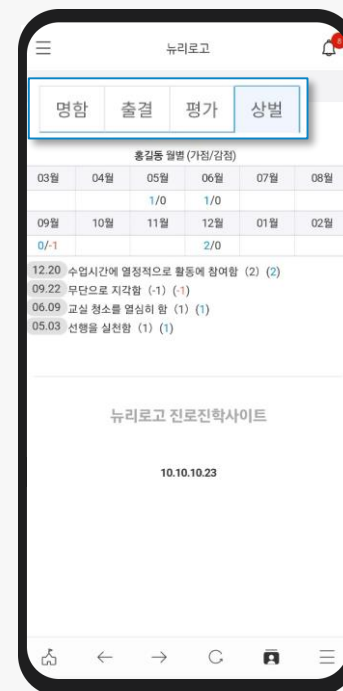 뉴리로고
명함 출결 평가 상벌
홍길동 월별 (가점/감점)
03월 04월 05월 06월 07월 08월
1/0 1/0
09월 10월 11월 12월 01월 02월
0/-1 2/0
12.20 수업시간에 열정적으로 활동에 참여함 (2) (2)
09.22 무단으로 지각함 (-1) (-1)
06.09 교실 청소를 열심히 함 (1) (1)
05.03 선행을 실천함 (1) (1)
뉴리로고 진로진학사이트
10.10.10.23